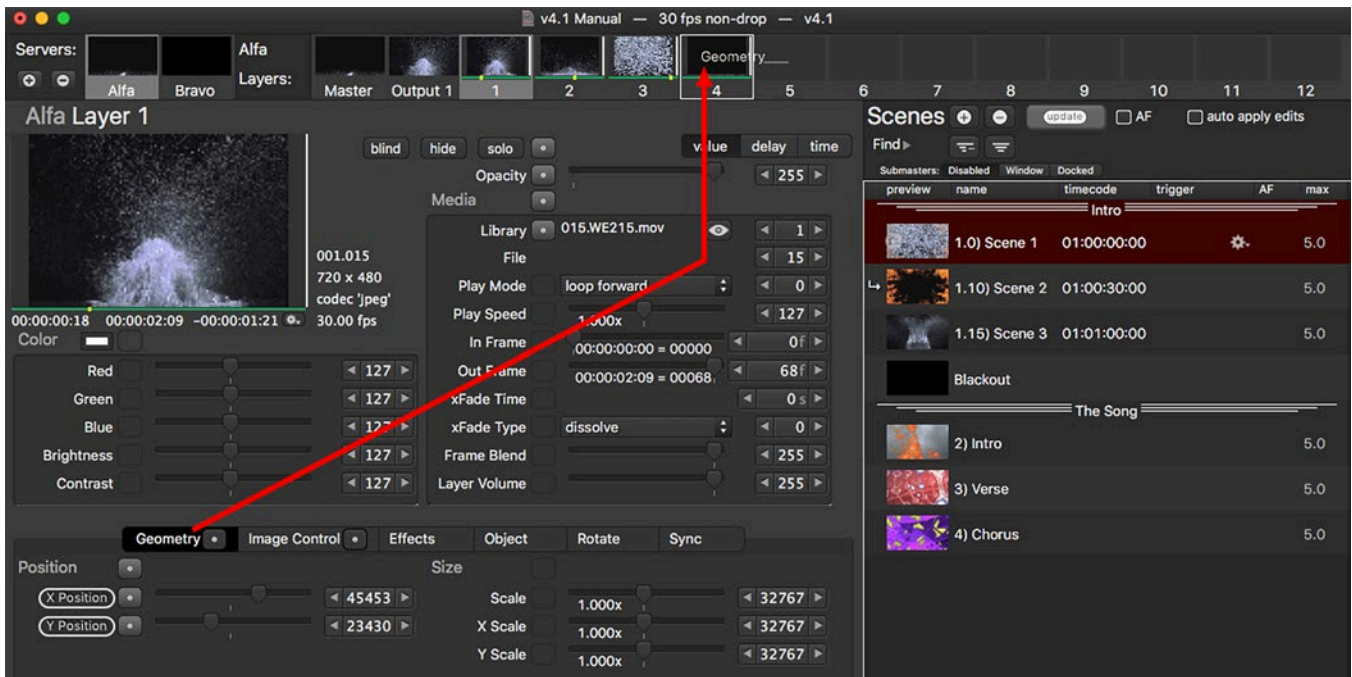 v4.1 Manual — 30 fps non-drop — v4.1
Servers:
Alfa
Bravo
Alfa
Layers:
Master
Output 1
1
2
3
4
5
6
7
8
9
10
11
12
Geometry
Alfa Layer 1
001.015
720 x 480
codec 'jpeg'
30.00 fps
00:00:00:18 00:00:02:09 -00:00:01:21
blind hide solo
value delay time
Opacity 255
Media
Library 015.WE215.mov 1
File 15
Play Mode loop forward 0
Play Speed 1.000x 127
In Frame 00:00:00:00 = 00000 0f
Out Frame 00:00:02:09 = 00068 68f
xFade Time 0 s
xFade Type dissolve 0
Frame Blend 255
Layer Volume 255
Color
Red 127
Green 127
Blue 127
Brightness 127
Contrast 127
Geometry Image Control Effects Object Rotate Sync
Position
X Position 45453
Y Position 23430
Size
Scale 1.000x 32767
X Scale 1.000x 32767
Y Scale 1.000x 32767
Scenes update AF auto apply edits
Find
Submasters: Disabled Window Docked
preview name timecode trigger AF max
Intro
1.0) Scene 1 01:00:00:00 5.0
1.10) Scene 2 01:00:30:00 5.0
1.15) Scene 3 01:01:00:00 5.0
Blackout
The Song
2) Intro 5.0
3) Verse 5.0
4) Chorus 5.0